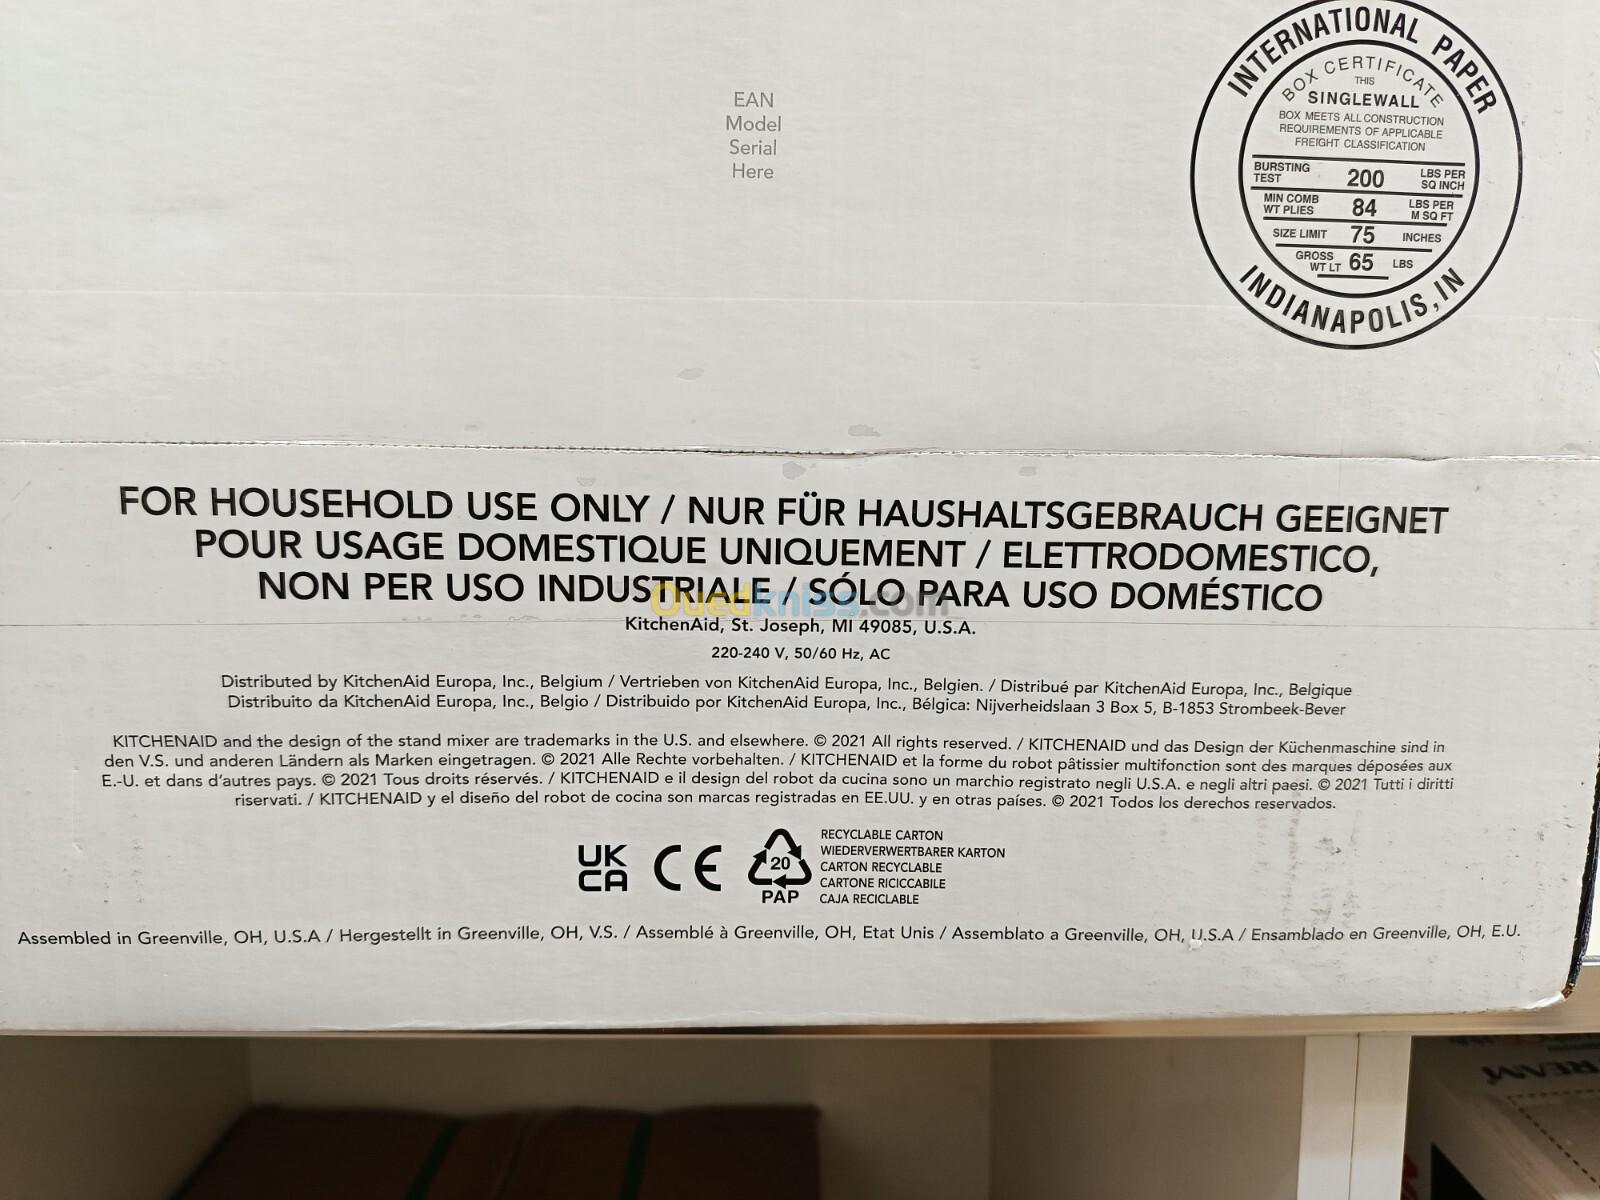 EAN
Model
Serial
Here
INTERNATIONAL PAPER
BOX CERTIFICATE
THIS
SINGLEWALL
BOX MEETS ALL CONSTRUCTION
REQUIREMENTS OF APPLICABLE
FREIGHT CLASSIFICATION
BURSTING TEST 200 LBS PER SQ INCH
MIN COMB WT PLIES 84 LBS PER M SQ FT
SIZE LIMIT 75 INCHES
GROSS WT LT 65 LBS
INDIANAPOLIS, IN
FOR HOUSEHOLD USE ONLY / NUR FÜR HAUSHALTSGEBRAUCH GEEIGNET
POUR USAGE DOMESTIQUE UNIQUEMENT / ELETTRODOMESTICO,
NON PER USO INDUSTRIALE / SÓLO PARA USO DOMÉSTICO
Ouedkniss.com
KitchenAid, St. Joseph, MI 49085, U.S.A.
220-240 V, 50/60 Hz, AC
Distributed by KitchenAid Europa, Inc., Belgium / Vertrieben von KitchenAid Europa, Inc., Belgien. / Distribué par KitchenAid Europa, Inc., Belgique
Distribuito da KitchenAid Europa, Inc., Belgio / Distribuido por KitchenAid Europa, Inc., Bélgica: Nijverheidslaan 3 Box 5, B-1853 Strombeek-Bever
KITCHENAID and the design of the stand mixer are trademarks in the U.S. and elsewhere. © 2021 All rights reserved. / KITCHENAID und das Design der Küchenmaschine sind in
den V.S. und anderen Ländern als Marken eingetragen. © 2021 Alle Rechte vorbehalten. / KITCHENAID et la forme du robot pâtissier multifonction sont des marques déposées aux
E.-U. et dans d'autres pays. © 2021 Tous droits réservés. / KITCHENAID e il design del robot da cucina sono un marchio registrato negli U.S.A. e negli altri paesi. © 2021 Tutti i diritti
riservati. / KITCHENAID y el diseño del robot de cocina son marcas registradas en EE.UU. y en otras países. © 2021 Todos los derechos reservados.
UK
CA
CE
20
PAP
RECYCLABLE CARTON
WIEDERVERWERTBARER KARTON
CARTON RECYCLABLE
CARTONE RICICCABILE
CAJA RECICLABLE
Assembled in Greenville, OH, U.S.A / Hergestellt in Greenville, OH, V.S. / Assemblé à Greenville, OH, Etat Unis / Assemblato a Greenville, OH, U.S.A / Ensamblado en Greenville, OH, E.U.